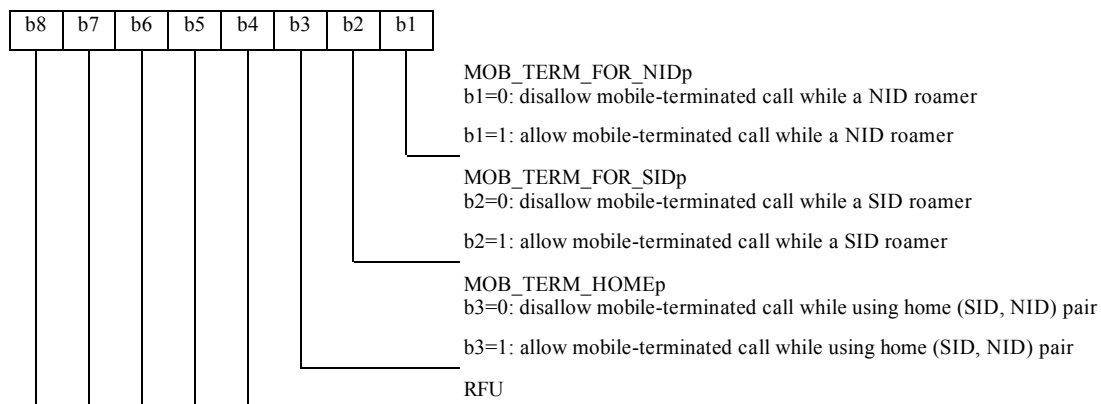 b8 b7 b6 b5 b4 b3 b2 b1
MOB_TERM_FOR_NIDp
b1=0: disallow mobile-terminated call while a NID roamer
b1=1: allow mobile-terminated call while a NID roamer
MOB_TERM_FOR_SIDp
b2=0: disallow mobile-terminated call while a SID roamer
b2=1: allow mobile-terminated call while a SID roamer
MOB_TERM_HOMEp
b3=0: disallow mobile-terminated call while using home (SID, NID) pair
b3=1: allow mobile-terminated call while using home (SID, NID) pair
RFU